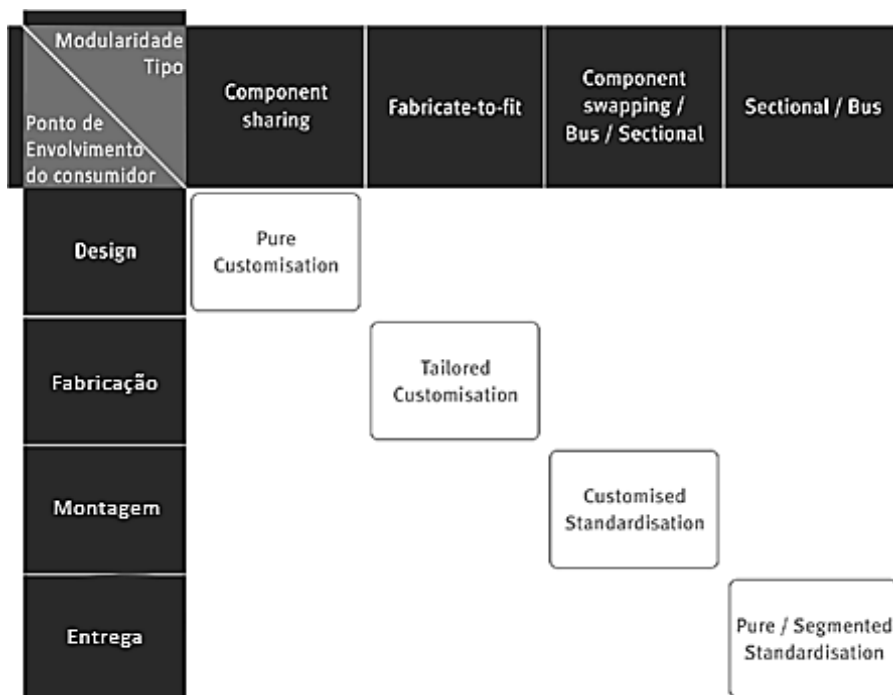 Modularidade
Tipo
Ponto de
Envolvimento
do consumidor
Component
sharing
Fabricate-to-fit
Component
swapping /
Bus / Sectional
Sectional / Bus
Design
Pure
Customisation
Fabricação
Tailored
Customisation
Montagem
Customised
Standardisation
Entrega
Pure / Segmented
Standardisation